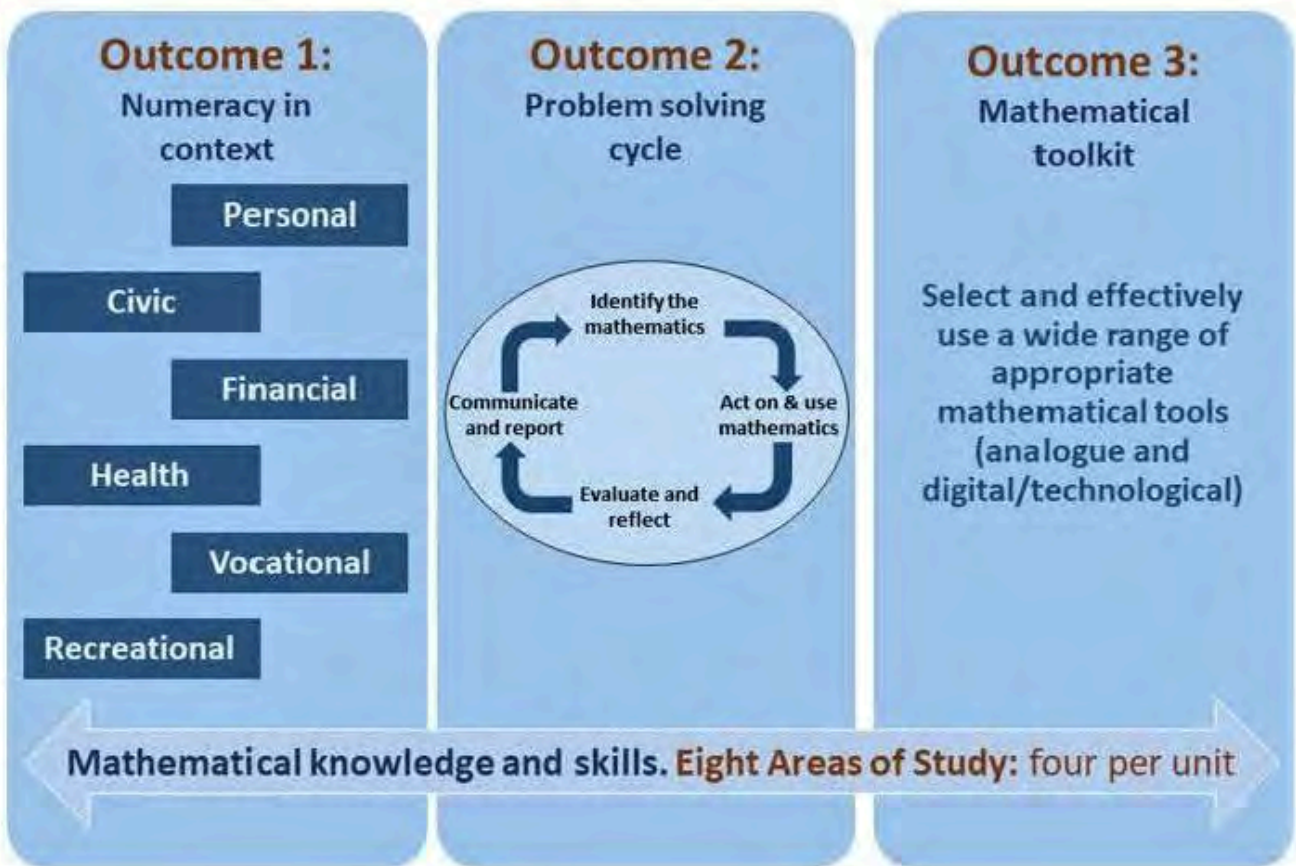 Outcome 1:
Numeracy in
context
Personal
Civic
Financial
Health
Vocational
Recreational
Outcome 2:
Problem solving
cycle
Identify the
mathematics
Act on & use
mathematics
Evaluate and
reflect
Communicate
and report
Outcome 3:
Mathematical
toolkit
Select and effectively
use a wide range of
appropriate
mathematical tools
(analogue and
digital/technological)
Mathematical knowledge and skills. Eight Areas of Study: four per unit